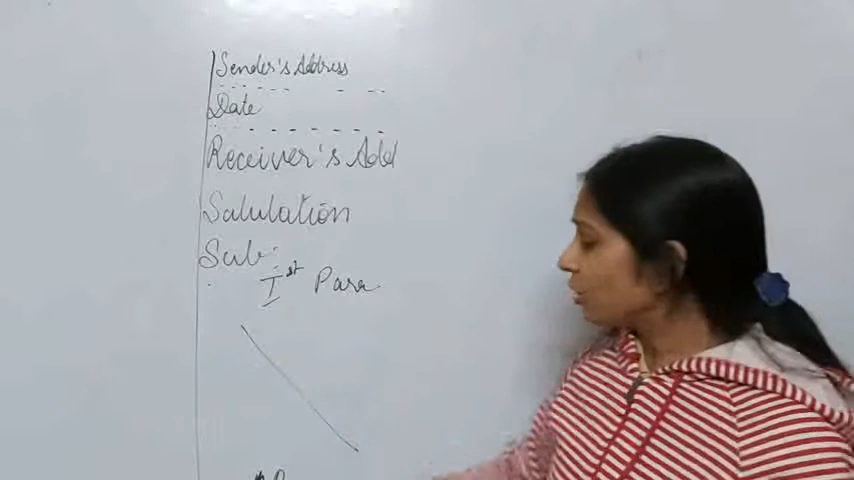 Sender's Address
Date
Receiver's Add
Salutation
Sub:
Ist Para